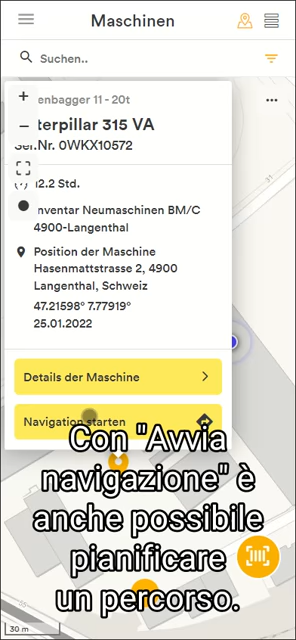 Maschinen
Suchen..
enbagger 11 - 20t
terpillar 315 VA
Ser.Nr. 0WKX10572
12.2 Std.
Inventar Neumaschinen BM/C
4900-Langenthal
Position der Maschine
Hasenmattstrasse 2, 4900
Langenthal, Schweiz
47.21598° 7.77919°
25.01.2022
31
Details der Maschine
Navigation starten
Con "Avvia
navigazione" è
anche possibile
pianificare
un percorso.
30 m